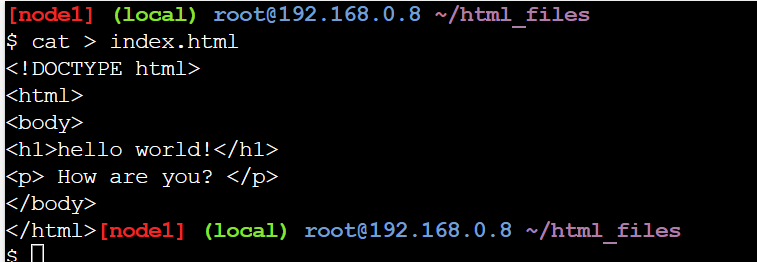 [node1] (local) root@192.168.0.8 ~/html_files
$ cat > index.html
<!DOCTYPE html>
<html>
<body>
<h1>hello world!</h1>
<p> How are you? </p>
</body>
</html>[node1] (local) root@192.168.0.8 ~/html_files
$